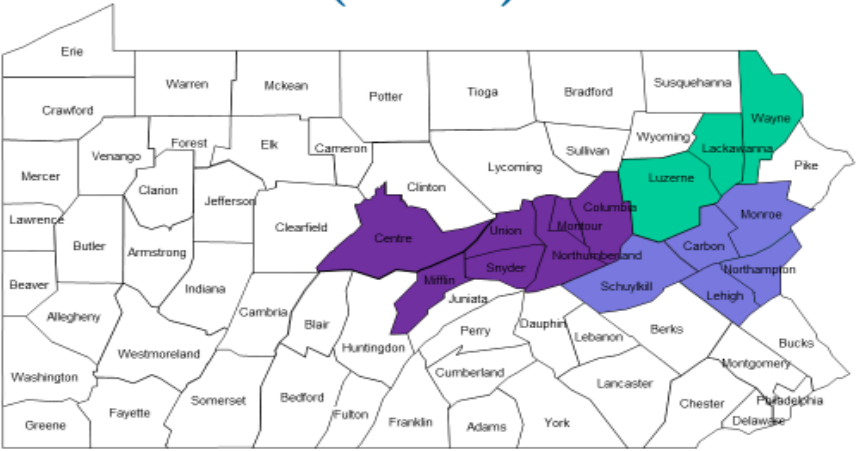 Erie
Warren
Mckean
Potter
Tioga
Bradford
Susquehanna
Wayne
Crawford
Forest
Elk
Cameron
Sullivan
Wyoming
Lackawanna
Pike
Venango
Mercer
Clarion
Jefferson
Clinton
Lycoming
Luzerne
Lawrence
Butler
Clearfield
Centre
Union
Columbia
Montour
Monroe
Armstrong
Northumberland
Carbon
Snyder
Northampton
Beaver
Indiana
Mifflin
Schuylkill
Lehigh
Juniata
Allegheny
Cambria
Blair
Perry
Dauphin
Lebanon
Berks
Bucks
Westmoreland
Huntingdon
Cumberland
Montgomery
Washington
Lancaster
Somerset
Bedford
Chester
Philadelphia
Greene
Fayette
Fulton
Franklin
Adams
York
Delaware